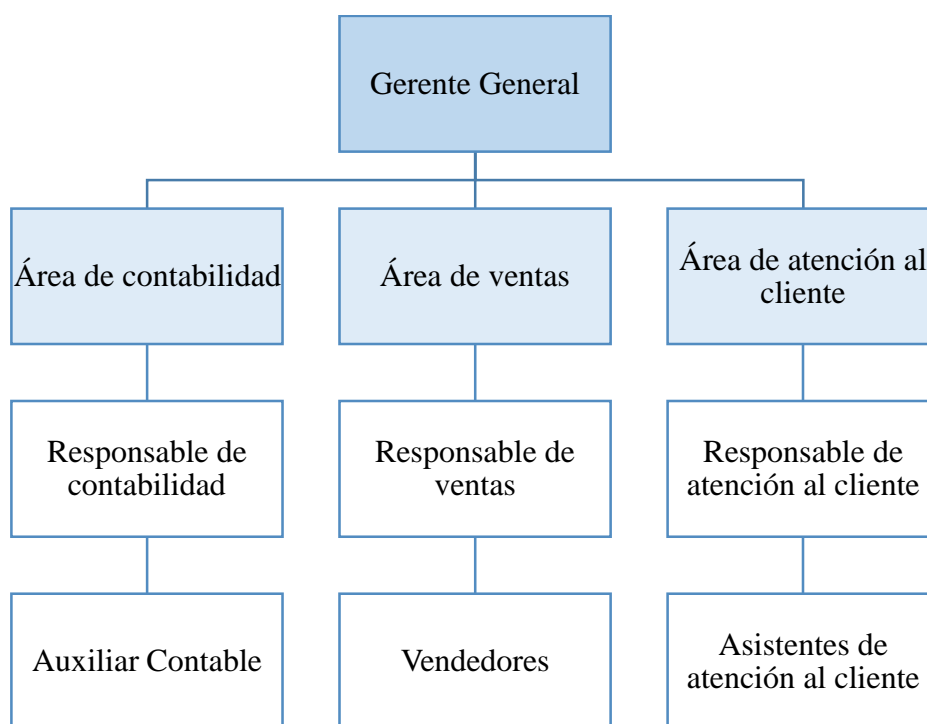 Gerente General
Área de contabilidad
Área de ventas
Área de atención al
cliente
Responsable de
contabilidad
Responsable de
ventas
Responsable de
atención al cliente
Auxiliar Contable
Vendedores
Asistentes de
atención al cliente